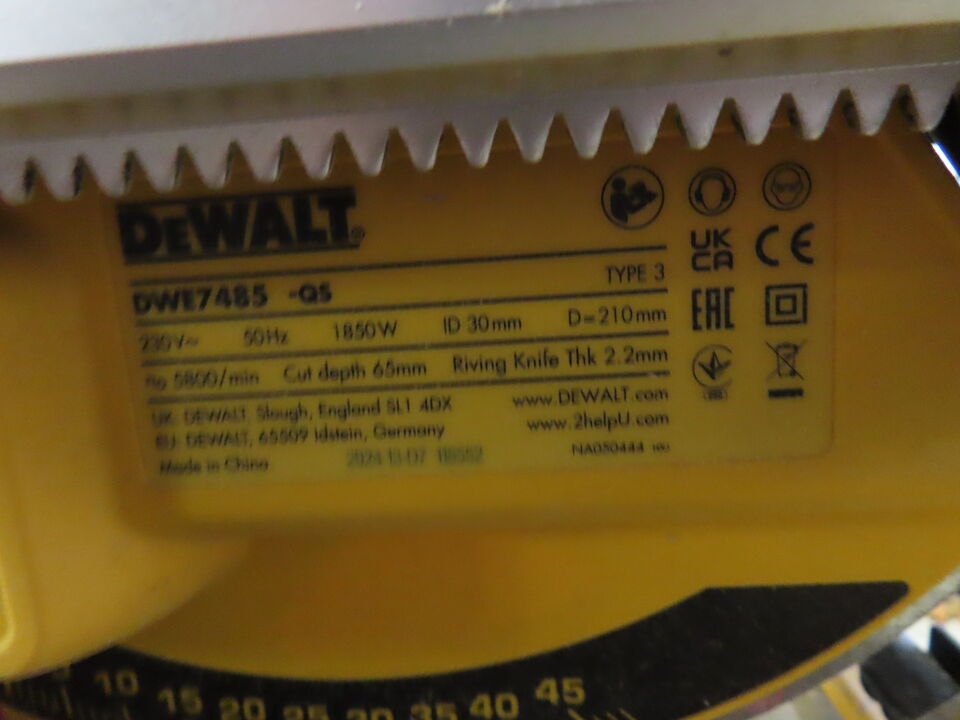 DEWALT®
TYPE 3
DWE7485 -QS
230V~ 50Hz 1850W ID 30mm D=210mm
no 5800/min Cut depth 65mm Riving Knife Thk 2.2mm
UK: DEWALT, Slough, England SL1 4DX www.DEWALT.com
EU: DEWALT, 65509 Idstein, Germany www.2helpU.com
Made in China NA050444
UK
CA
CE
EAC
10 15 20 25 30 35 40 45